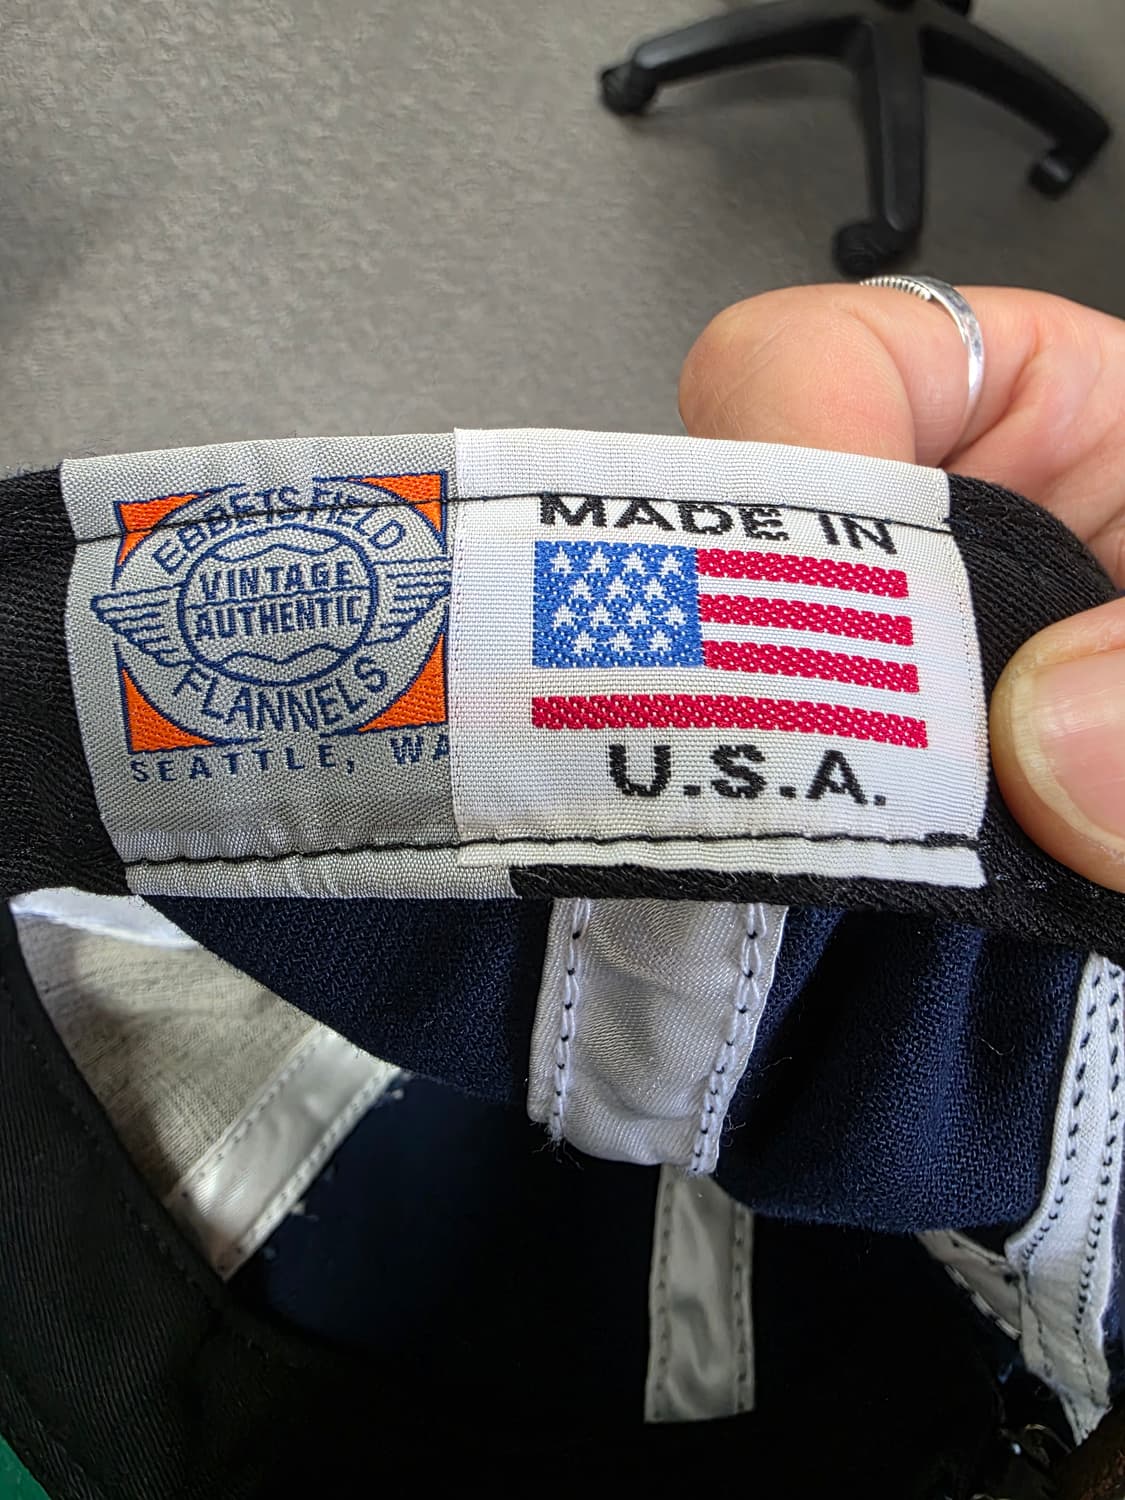 EBBETS FIELD
VINTAGE
AUTHENTIC
FLANNELS
SEATTLE, WA
MADE IN
U.S.A.